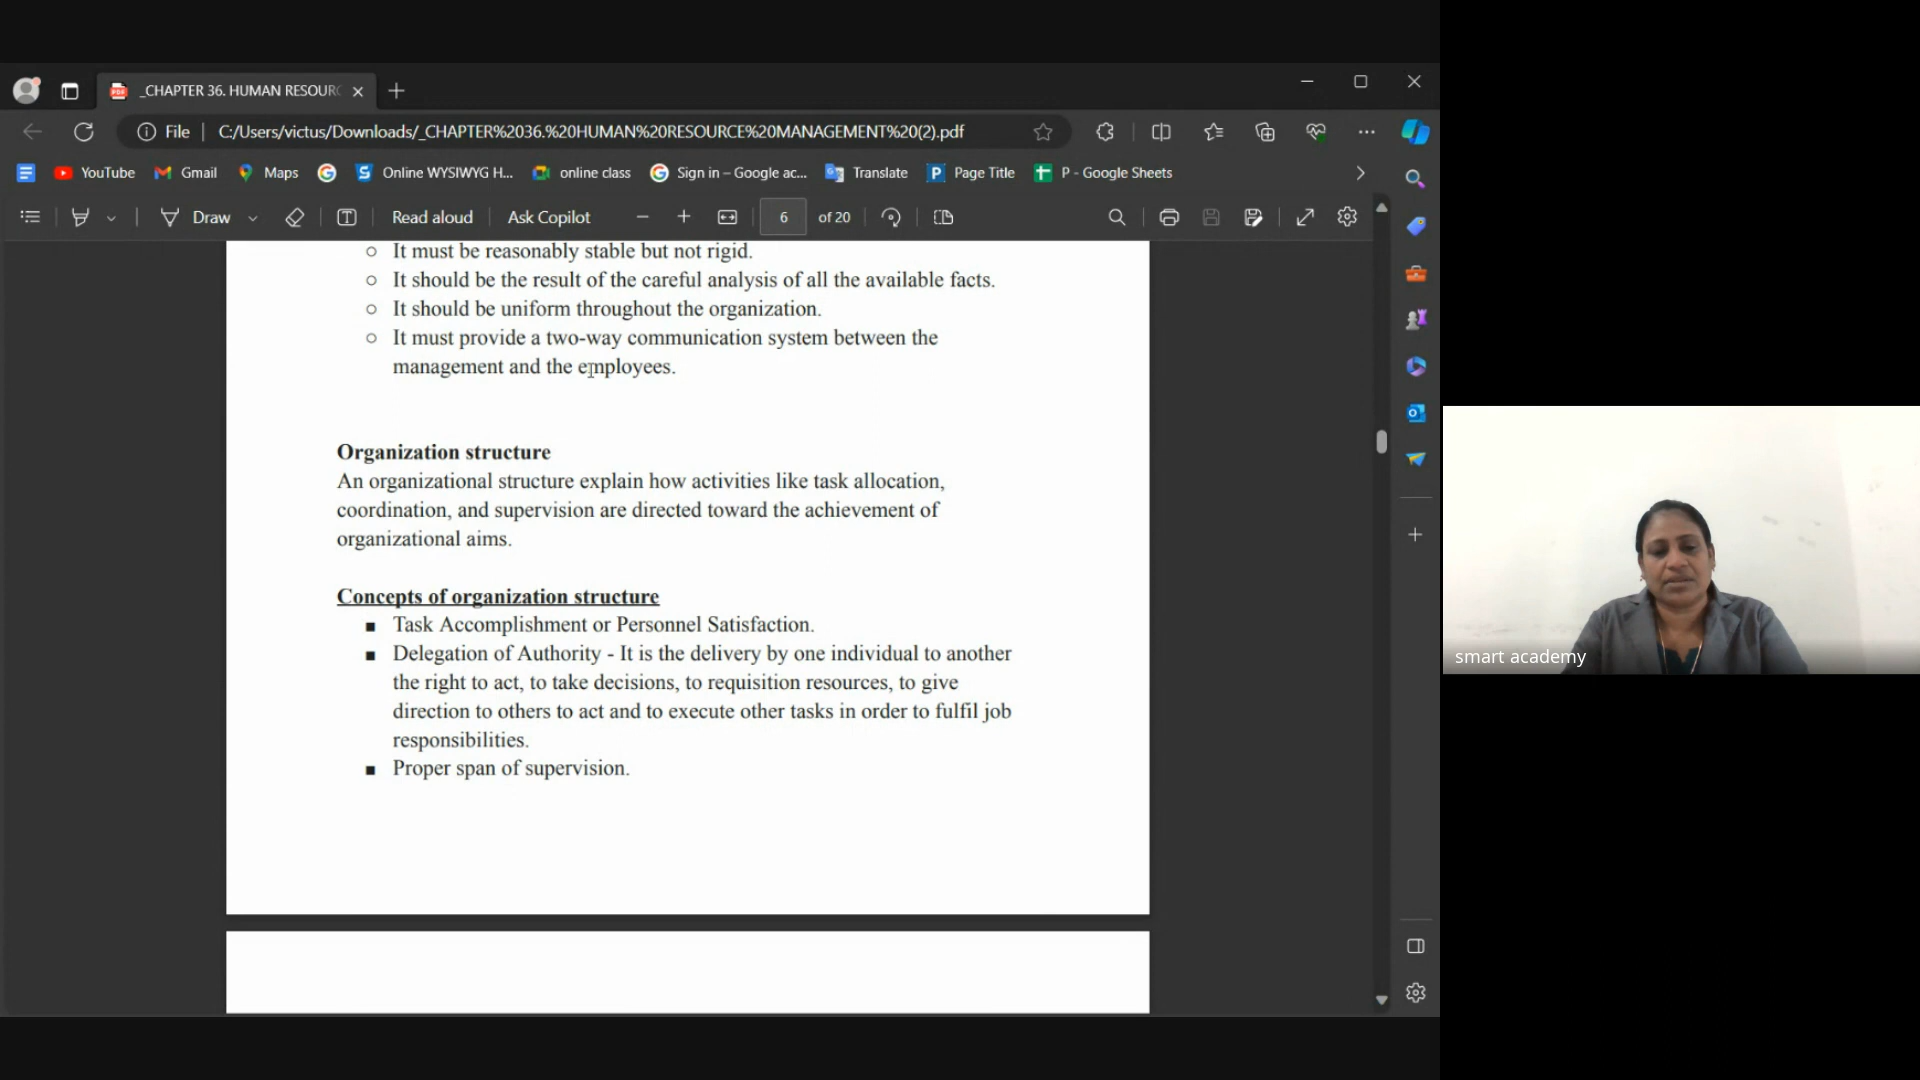 _CHAPTER 36. HUMAN RESOURC
File C:/Users/victus/Downloads/_CHAPTER%2036.%20HUMAN%20RESOURCE%20MANAGEMENT%20(2).pdf
YouTube Gmail Maps Online WYSIWYG H... online class Sign in – Google ac... Translate Page Title P - Google Sheets
Draw Read aloud Ask Copilot 6 of 20
○ It must be reasonably stable but not rigid.
○ It should be the result of the careful analysis of all the available facts.
○ It should be uniform throughout the organization.
○ It must provide a two-way communication system between the
management and the employees.
Organization structure
An organizational structure explain how activities like task allocation,
coordination, and supervision are directed toward the achievement of
organizational aims.
Concepts of organization structure
■ Task Accomplishment or Personnel Satisfaction.
■ Delegation of Authority - It is the delivery by one individual to another
the right to act, to take decisions, to requisition resources, to give
direction to others to act and to execute other tasks in order to fulfil job
responsibilities.
■ Proper span of supervision.
smart academy